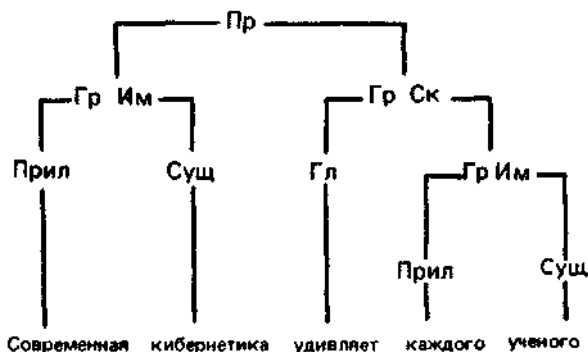 Пр
Гр Им Гр Ск
Прил Сущ Гл Гр Им
Прил Сущ
Современная кибернетика удивляет каждого ученого